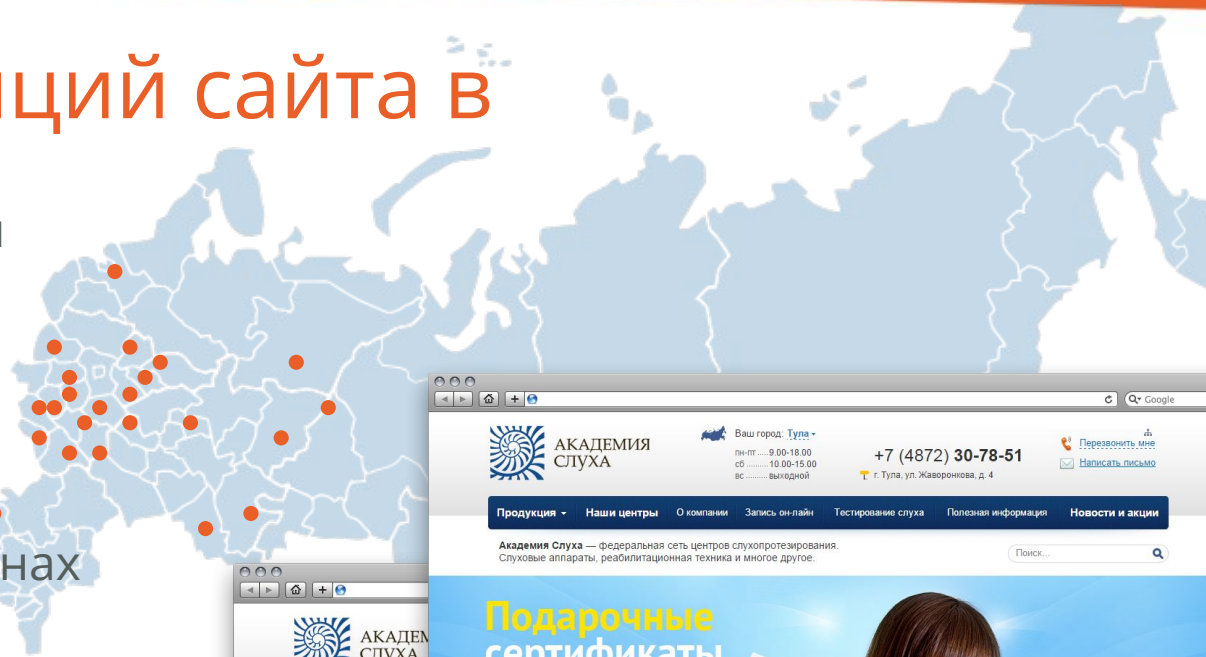 ций сайта в
нах
Google
АКАДЕМИЯ
СЛУХА
Ваш город: Тула
пн-пт ..... 9.00-18.00
сб ......... 10.00-15.00
вс ......... выходной
+7 (4872) 30-78-51
г. Тула, ул. Жаворонкова, д. 4
Перезвонить мне
Написать письмо
Продукция Наши центры О компании Запись он-лайн Тестирование слуха Полезная информация Новости и акции
Академия Слуха — федеральная сеть центров слухопротезирования.
Слуховые аппараты, реабилитационная техника и многое другое.
Поиск...
Подарочные
сертификаты
АКАДЕМ
СЛУХА